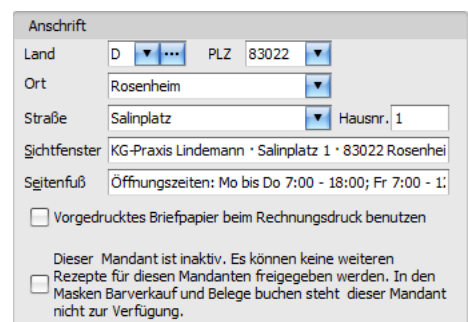 Anschrift
Land D ... PLZ 83022
Ort Rosenheim
Straße Salinplatz Hausnr. 1
Sichtfenster KG-Praxis Lindemann · Salinplatz 1 · 83022 Rosenhei
Seitenfuß Öffnungszeiten: Mo bis Do 7:00 - 18:00; Fr 7:00 - 1
Vorgedrucktes Briefpapier beim Rechnungsdruck benutzen
Dieser Mandant ist inaktiv. Es können keine weiteren
Rezepte für diesen Mandanten freigegeben werden. In den
Masken Barverkauf und Belege buchen steht dieser Mandant
nicht zur Verfügung.